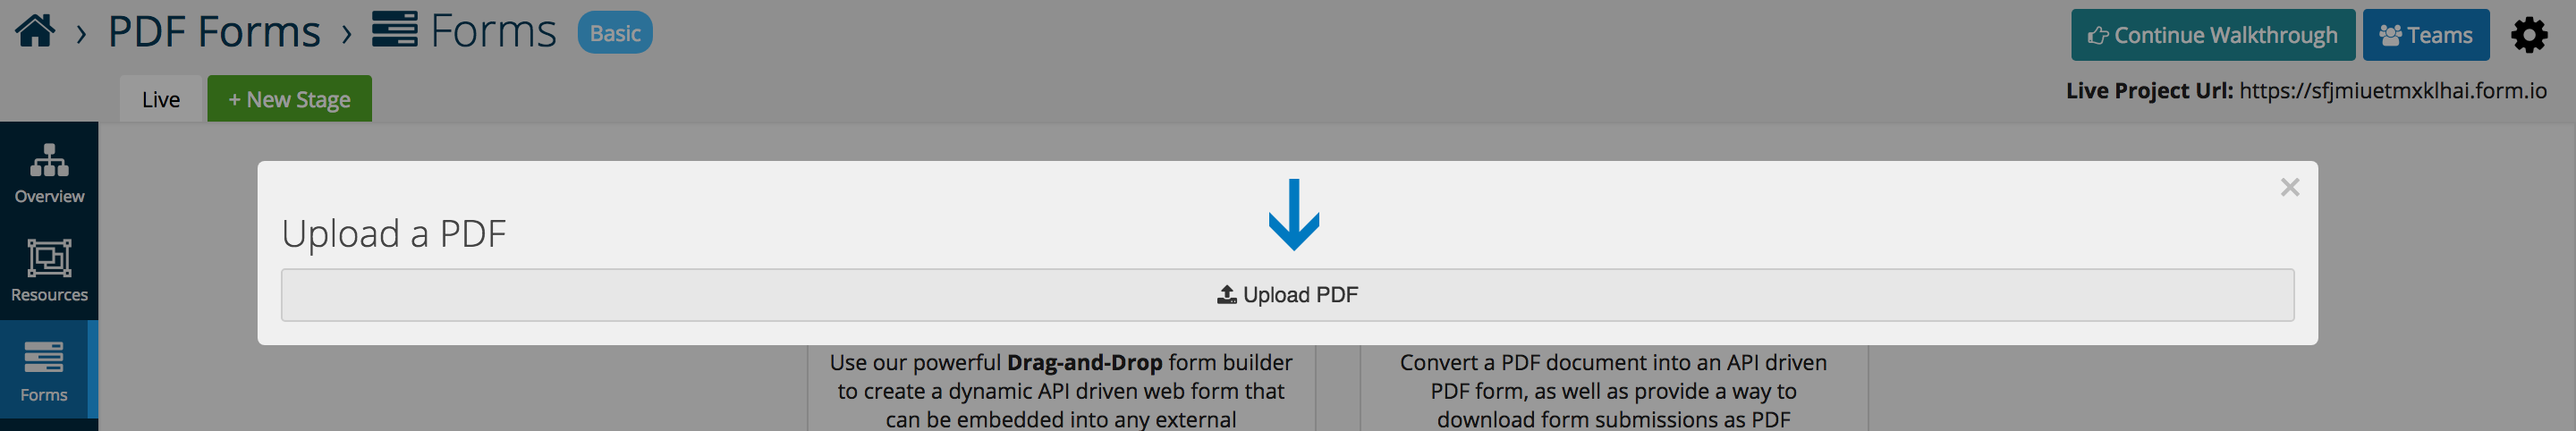 › PDF Forms › Forms Basic
Continue Walkthrough Teams
Live + New Stage
Live Project Url: https://sfjmiuetmxklhai.form.io
Overview
Resources
Forms
×
Upload a PDF
Upload PDF
Use our powerful Drag-and-Drop form builder
to create a dynamic API driven web form that
can be embedded into any external
Convert a PDF document into an API driven
PDF form, as well as provide a way to
download form submissions as PDF